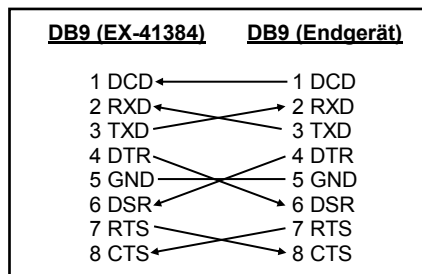 DB9 (EX-41384) DB9 (Endgerät)
1 DCD 1 DCD
2 RXD 2 RXD
3 TXD 3 TXD
4 DTR 4 DTR
5 GND 5 GND
6 DSR 6 DSR
7 RTS 7 RTS
8 CTS 8 CTS